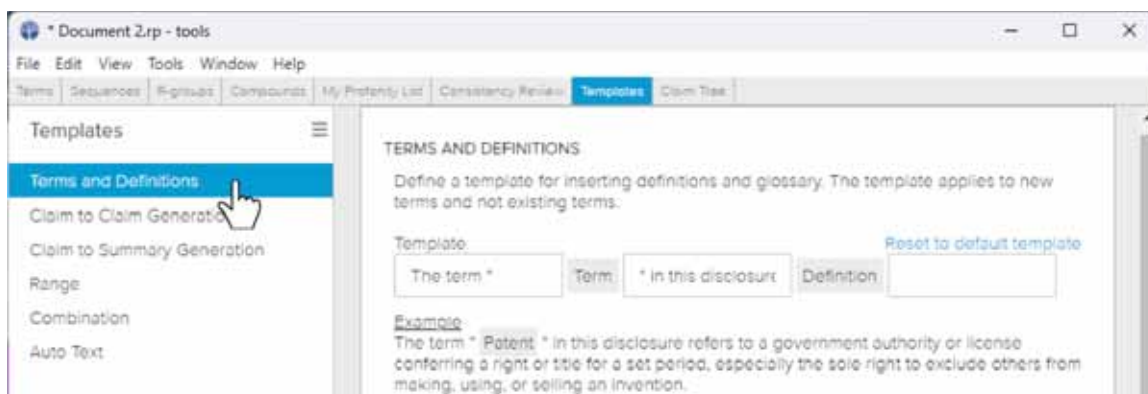 * Document 2.rp - tools
File Edit View Tools Window Help
Terms Sequences R-groups Compounds My Profanity List Consistency Review Templates Claim Tree
Templates
Terms and Definitions
Claim to Claim Generation
Claim to Summary Generation
Range
Combination
Auto Text
TERMS AND DEFINITIONS
Define a template for inserting definitions and glossary. The template applies to new
terms and not existing terms.
Template Reset to default template
The term " Term " in this disclosure Definition
Example
The term " Patent " in this disclosure refers to a government authority or license
conferring a right or title for a set period, especially the sole right to exclude others from
making, using, or selling an invention.